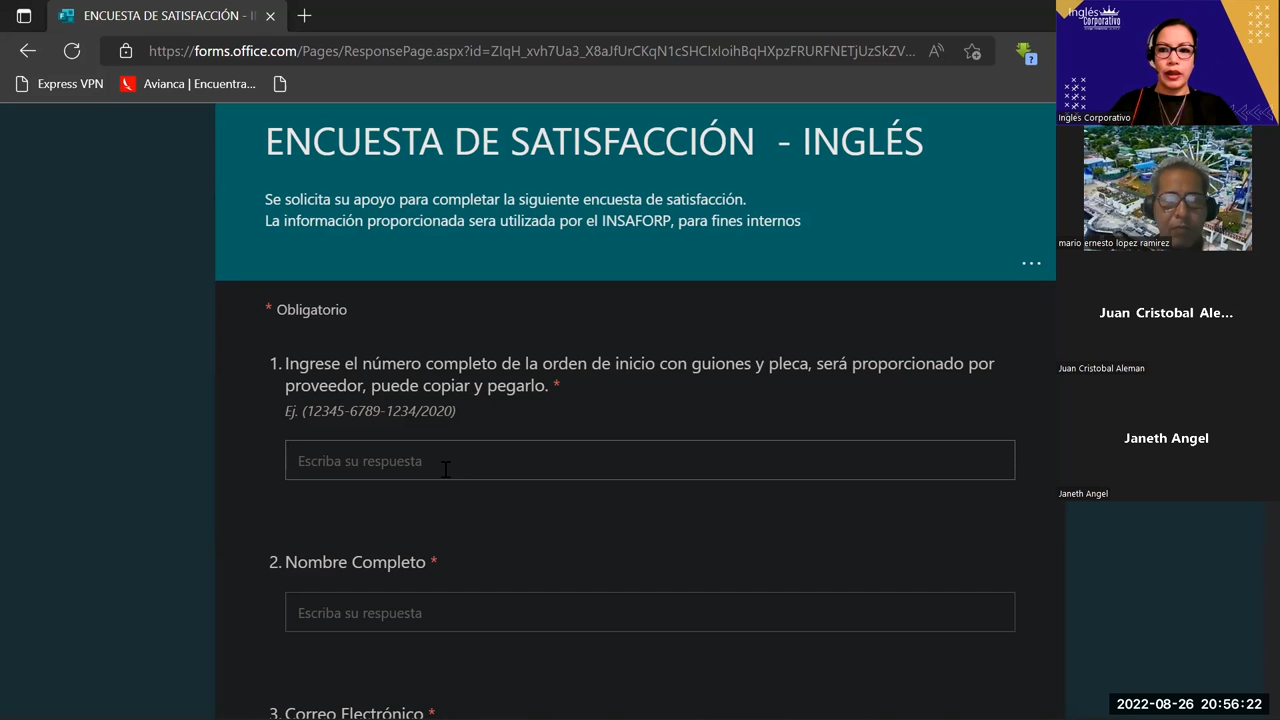 ENCUESTA DE SATISFACCIÓN - I
https://forms.office.com/Pages/ResponsePage.aspx?id=
Express VPN
Avianca | Encuentra...
ENCUESTA DE SATISFACCIÓN - INGLÉS
Se solicita su apoyo para completar la siguiente encuesta de satisfacción.
La información proporcionada sera utilizada por el INSAFORP, para fines internos
* Obligatorio
1. Ingrese el número completo de la orden de inicio con guiones y pleca, será proporcionado por
proveedor, puede copiar y pegarlo. *
Ej. (12345-6789-1234/2020)
Escriba su respuesta
2. Nombre Completo *
Escriba su respuesta
3. Correo Electrónico *
Inglés
Corporativo
Inglés Corporativo
mario ernesto lopez ramirez
Juan Cristobal Ale...
Juan Cristobal Aleman
Janeth Angel
Janeth Angel
2022-08-26 20:56:22